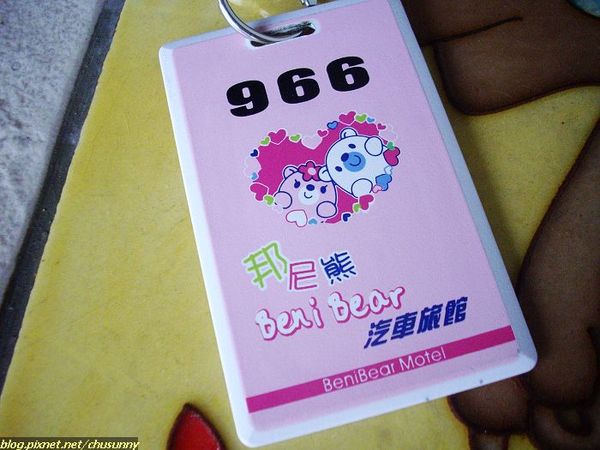 966
邦尼熊
Beni Bear
汽車旅館
BeniBear Motel
blog.pixnet.net/chusunny